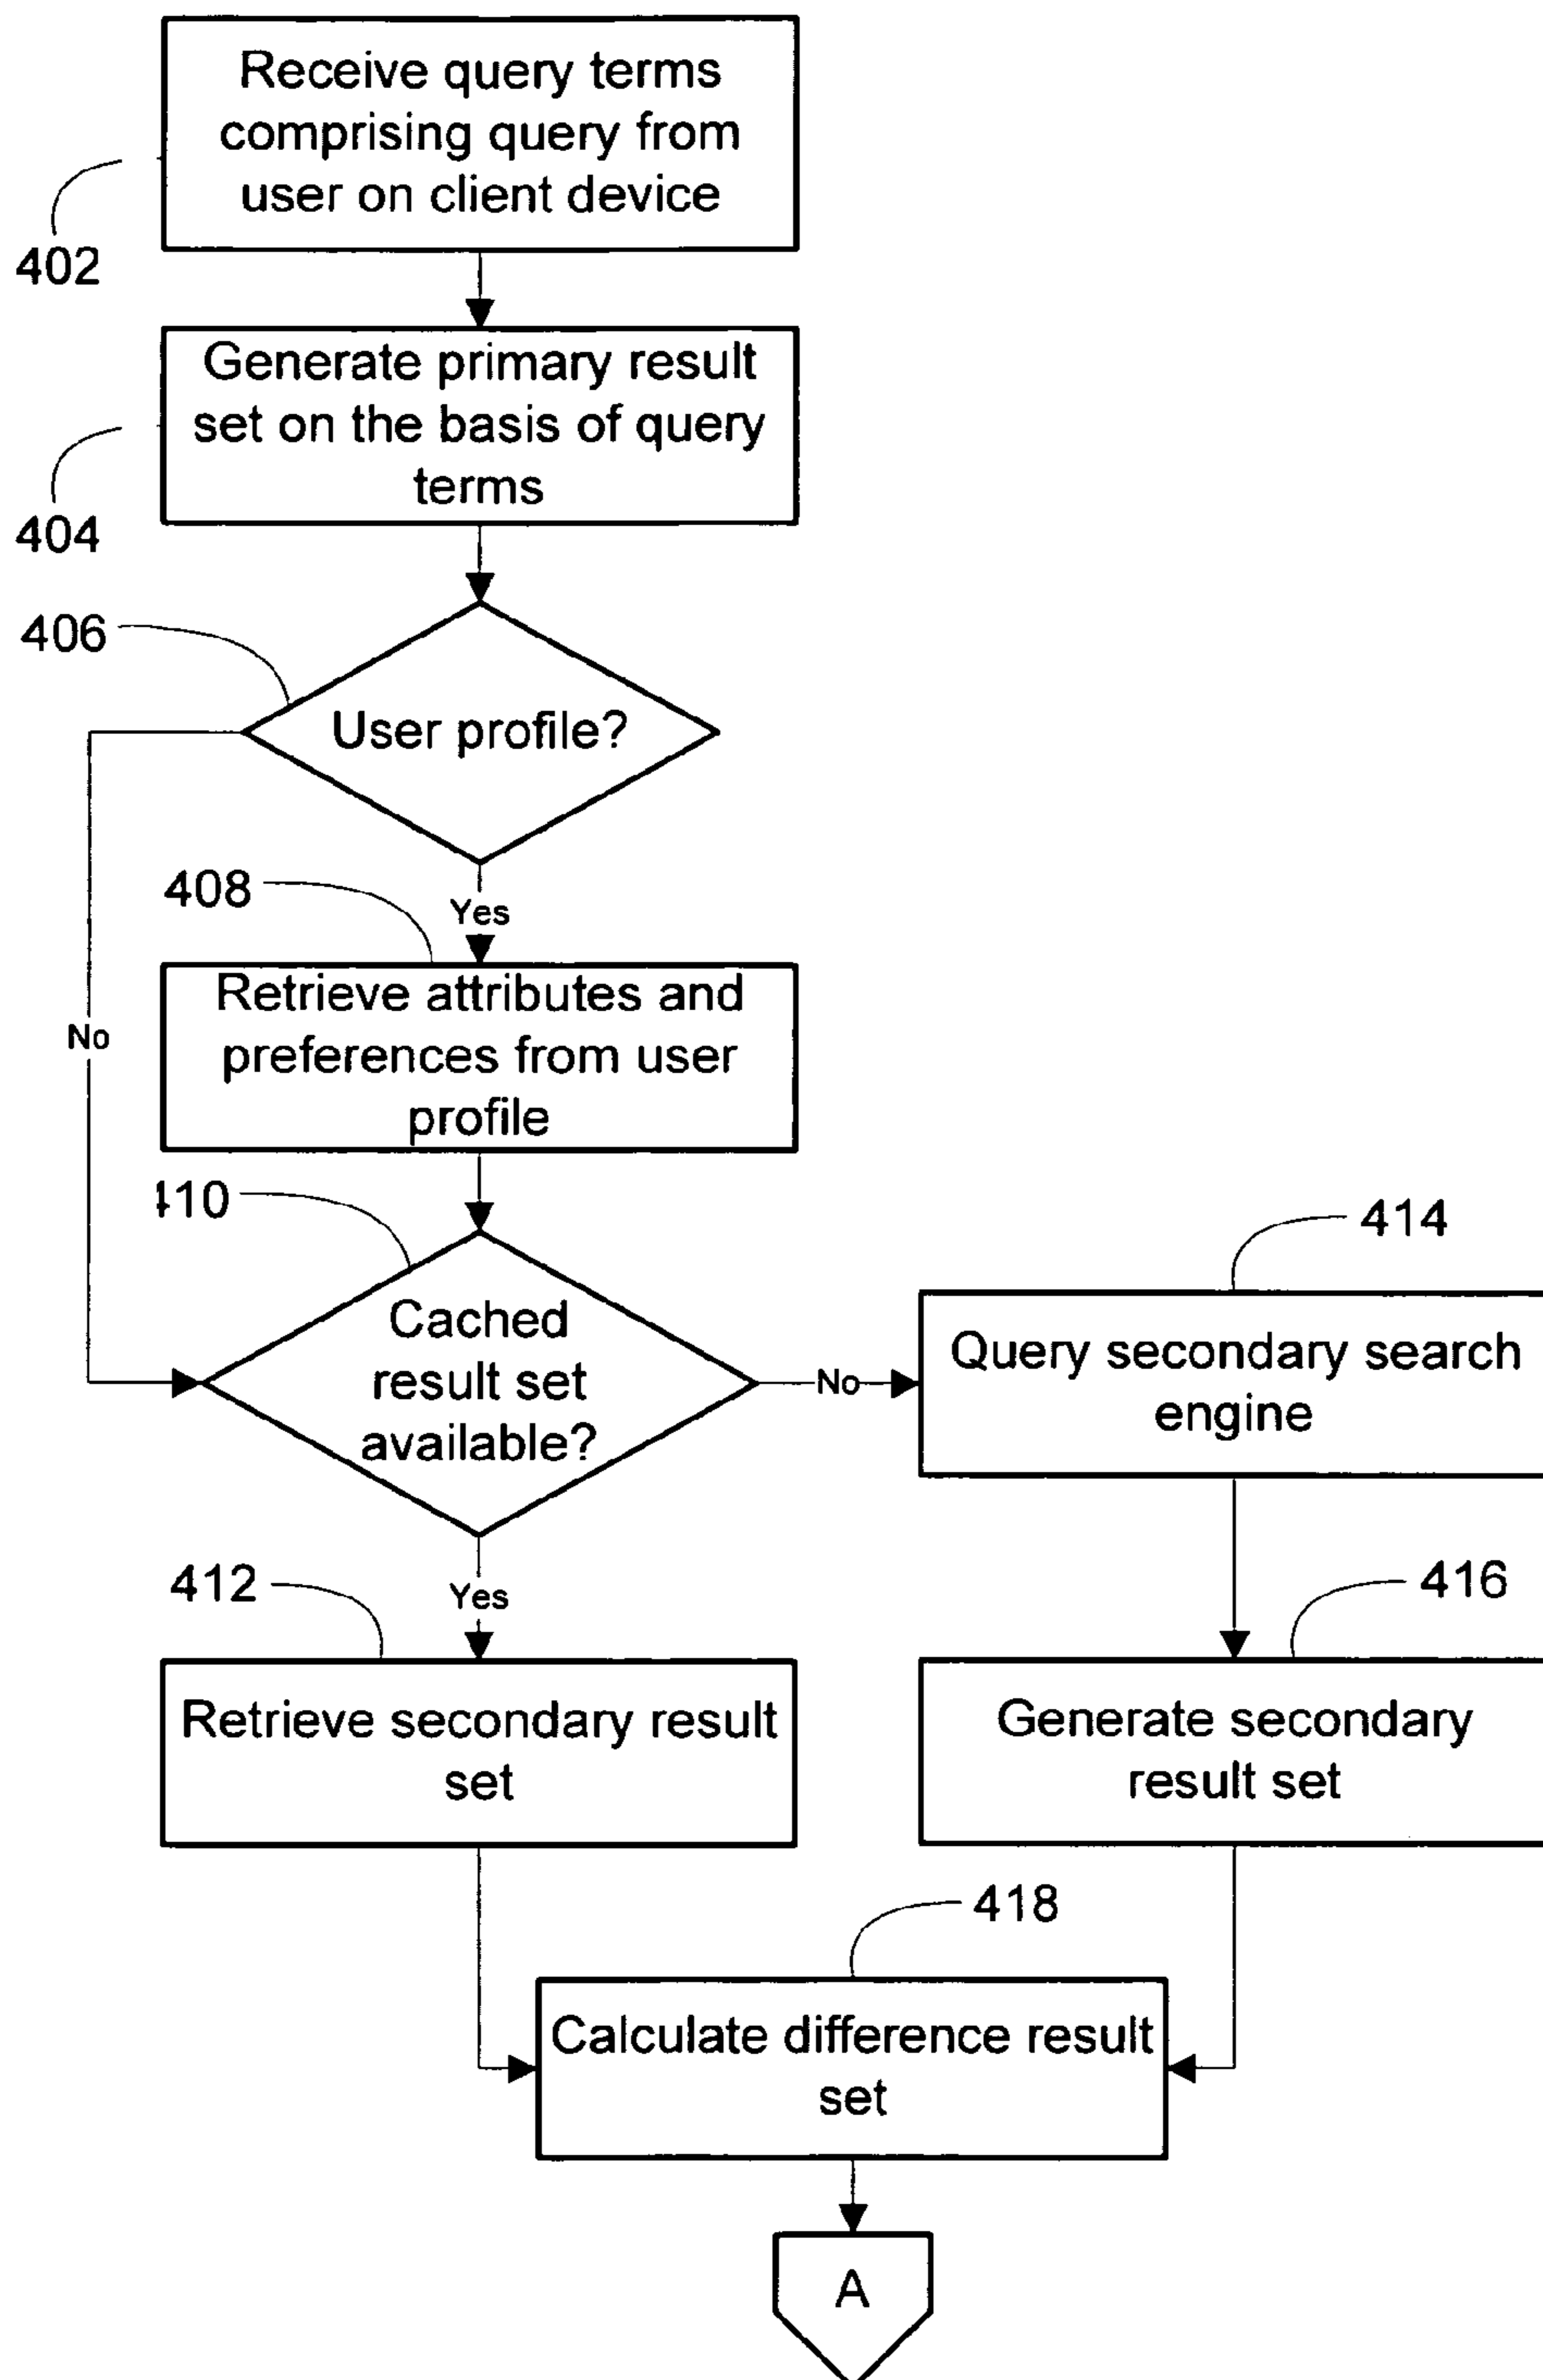 Receive query terms
comprising query from
user on client device
402
Generate primary result
set on the basis of query
terms
404
406
User profile?
408
Yes
No
Retrieve attributes and
preferences from user
profile
410
414
Cached
result set
available?
No
Query secondary search
engine
412
Yes
416
Retrieve secondary result
set
Generate secondary
result set
418
Calculate difference result
set
A